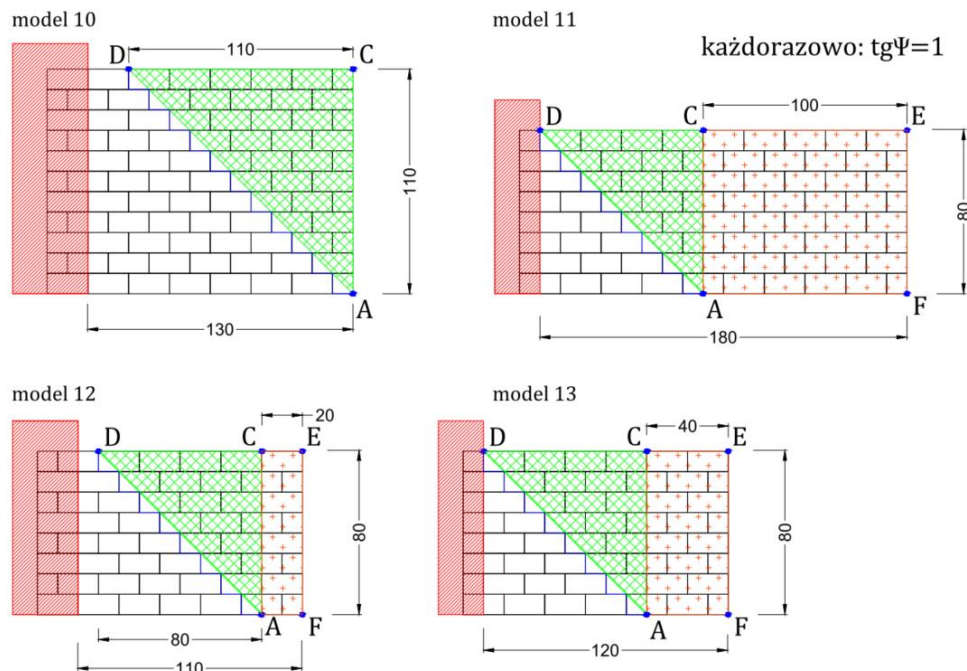 model 10
D
110
C
110
A
130
model 11
każdorazowo: tgΨ=1
100
D
C
E
80
A
F
180
model 12
20
D
C
E
80
A
F
80
110
model 13
40
D
C
E
80
A
F
120